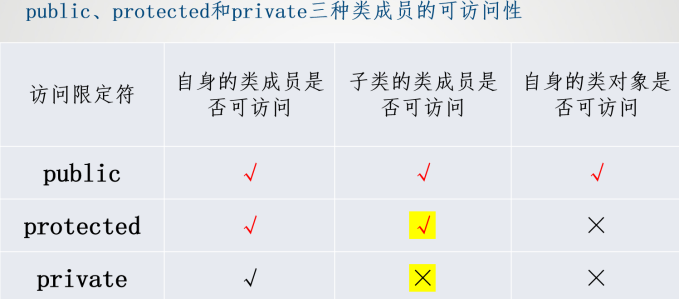 public、protected和private三种类成员的可访问性
访问限定符 自身的类成员是否可访问 子类的类成员是否可访问 自身的类对象是否可访问
public √ √ √
protected √ √ ×
private √ × ×